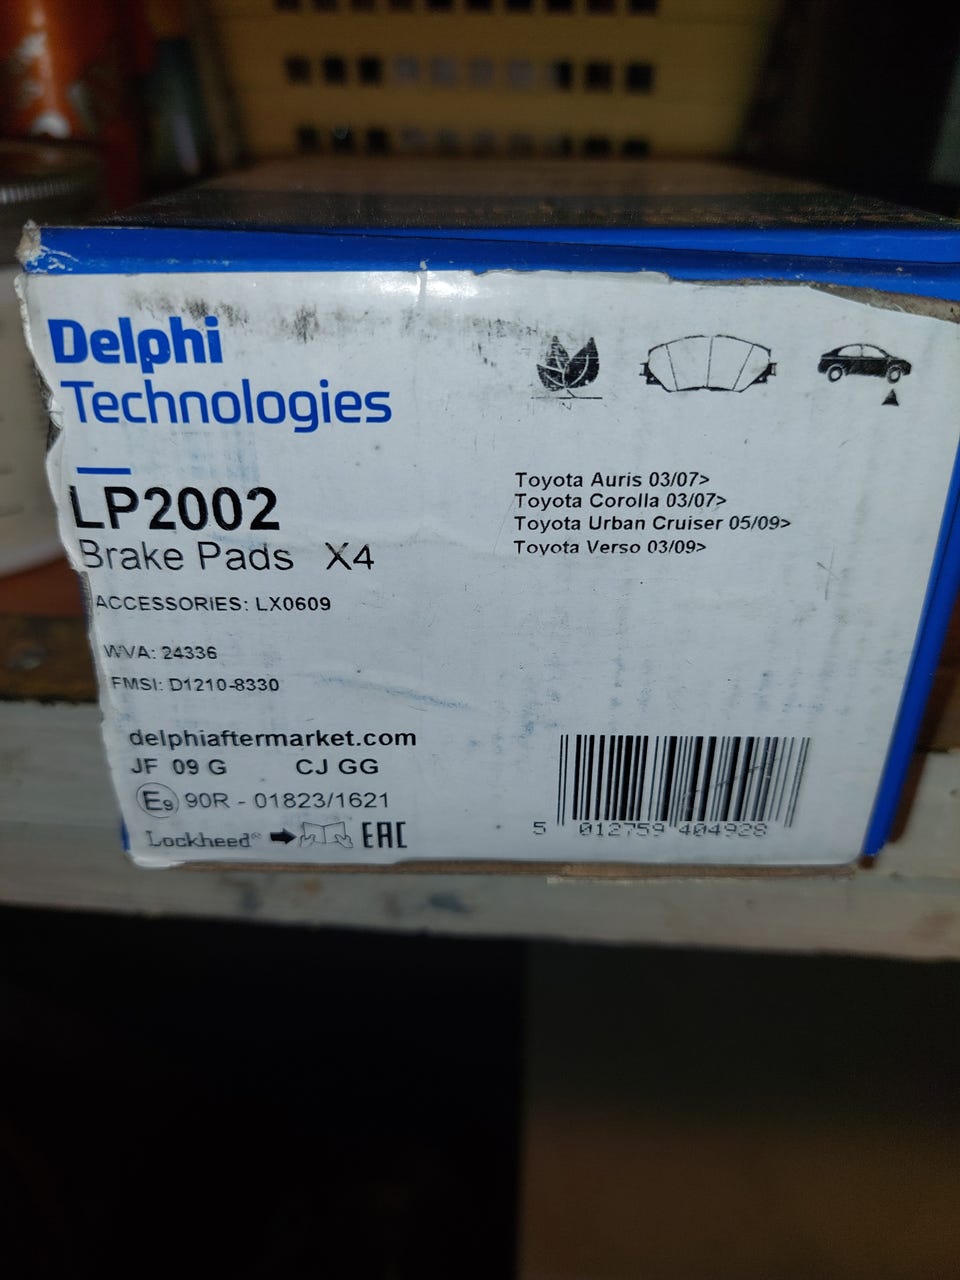 Delphi
Technologies
LP2002
Brake Pads X4
ACCESSORIES: LX0609
WVA: 24336
FMSI: D1210-8330
delphiaftermarket.com
JF 09 G CJ GG
E9 90R - 01823/1621
Lockheed® EAC
Toyota Auris 03/07>
Toyota Corolla 03/07>
Toyota Urban Cruiser 05/09>
Toyota Verso 03/09>
5 012759 404928